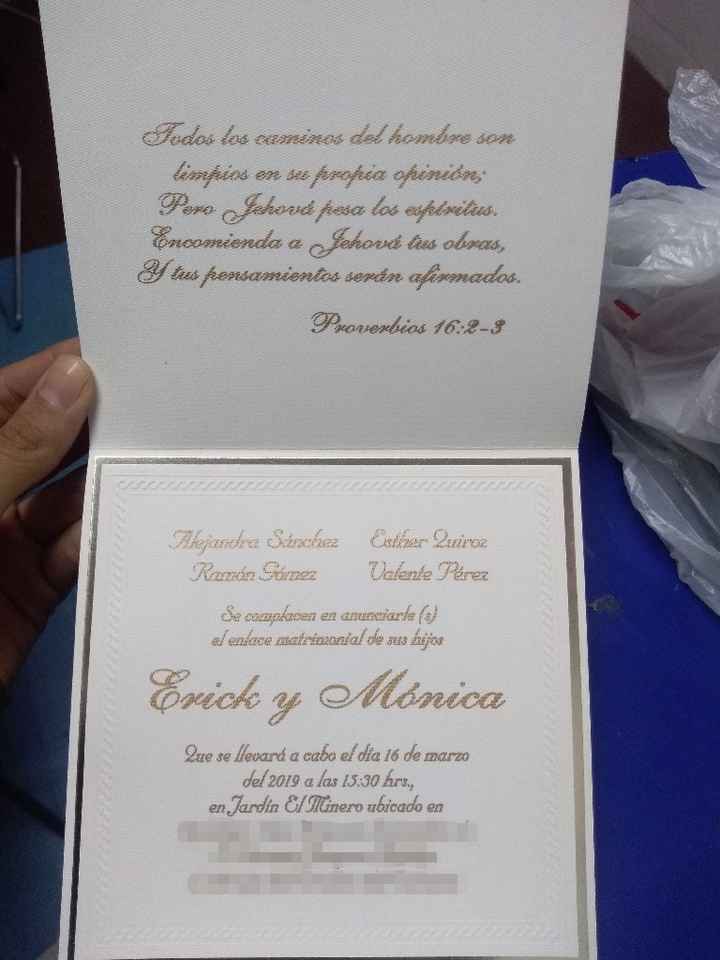 Todos los caminos del hombre son
limpios en su propia opinión;
Pero Jehová pesa los espíritus.
Encomienda a Jehová tus obras,
Y tus pensamientos serán afirmados.
Proverbios 16:2-3
Alejandra Sánchez Esther Quiroz
Ramón Gómez Valente Pérez
Se complacen en anunciarle (s)
el enlace matrimonial de sus hijos
Erick y Mónica
Que se llevará a cabo el día 16 de marzo
del 2019 a las 15:30 hrs.,
en Jardín El Minero ubicado en